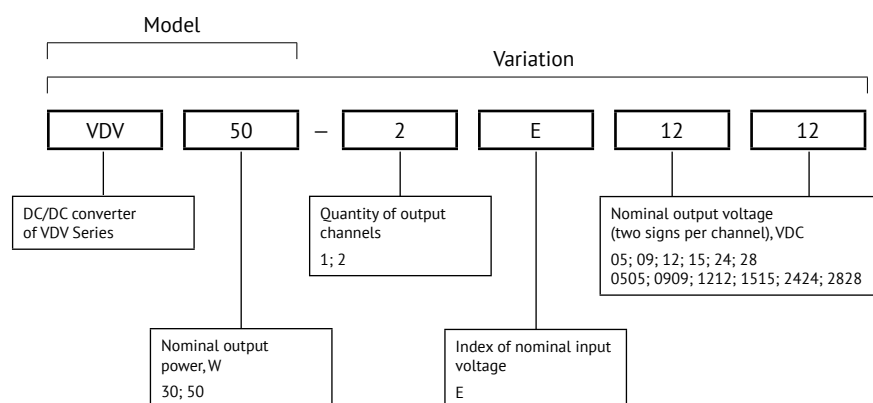 Model
Variation
VDV 50 – 2 E 12 12
DC/DC converter
of VDV Series
Quantity of output
channels
1; 2
Nominal output voltage
(two signs per channel), VDC
05; 09; 12; 15; 24; 28
0505; 0909; 1212; 1515; 2424; 2828
Nominal output
power, W
30; 50
Index of nominal input
voltage
E